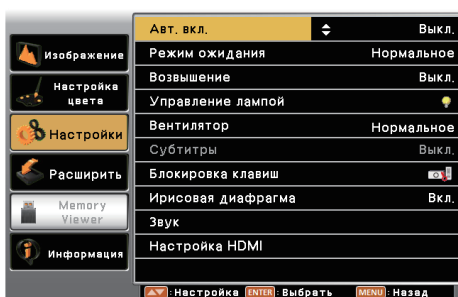 Изображение
Настройка
цвета
Настройки
Расширить
Memory
Viewer
Информация
Авт. вкл. Выкл.
Режим ожидания Нормальное
Возвышение Выкл.
Управление лампой
Вентилятор Нормальное
Субтитры Выкл.
Блокировка клавиш
Ирисовая диафрагма Вкл.
Звук
Настройка HDMI
:Настройка ENTER:Выбрать MENU:Назад